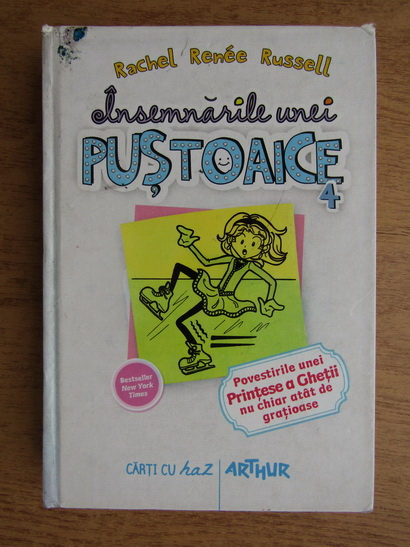 Rachel Renée Russell
Însemnările unei
PUȘTOAICE
4
Povestirile unei
Prințese a Gheții
nu chiar atât de
grațioase
Bestseller
New York
Times
CĂRȚI CU haz ARTHUR